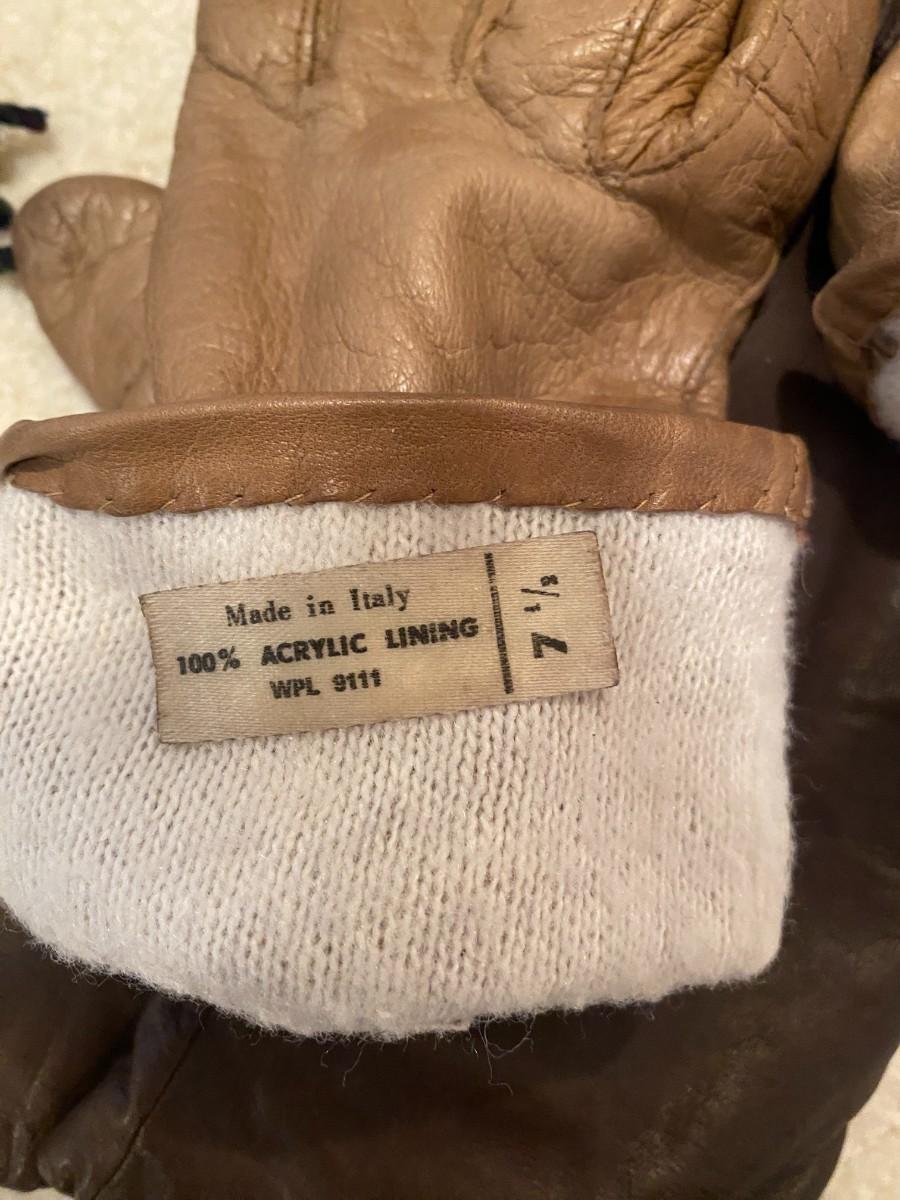 Made in Italy
100% ACRYLIC LINING
WPL 9111
7 1/2